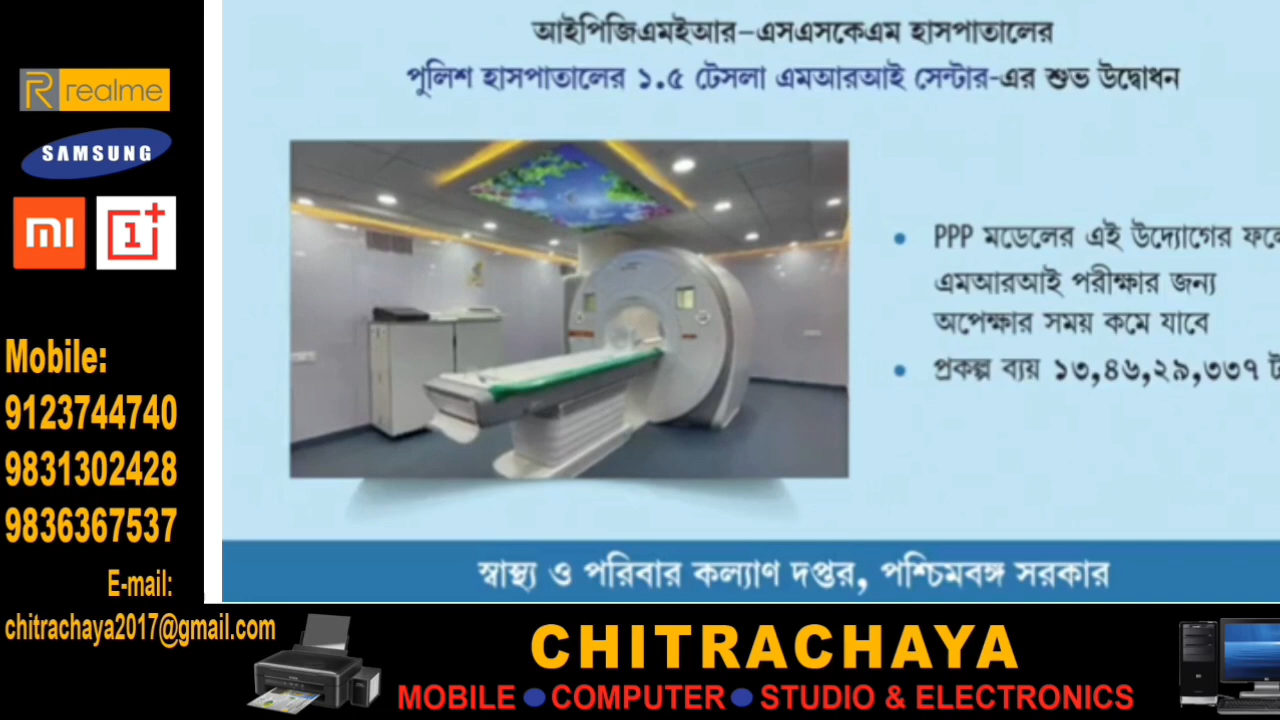 আইপিজিএমইআর-এসএসকেএম হাসপাতালের
পুলিশ হাসপাতালের ১.৫ টেসলা এমআরআই সেন্টার-এর শুভ উদ্বোধন
realme
SAMSUNG
mi
1+
PPP মডেলের এই উদ্যোগের
এমআরআই পরীক্ষার জন্য
অপেক্ষার সময় কমে যাবে
প্রকল্প ব্যয় ১৩,৪৬,২৯,৩৩৭
Mobile:
9123744740
9831302428
9836367537
E-mail:
chitrachaya2017@gmail.com
স্বাস্থ্য ও পরিবার কল্যাণ দপ্তর, পশ্চিমবঙ্গ সরকার
CHITRACHAYA
MOBILE COMPUTER STUDIO & ELECTRONICS